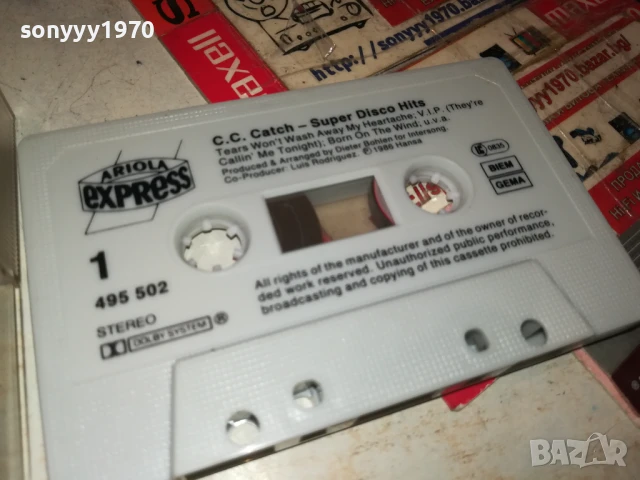 sonyyy1970
maxell
http://sonyyy1970.bazar.bg/
C.C. Catch – Super Disco Hits
Tears Won't Wash Away My Heartache; V.I.P. (They're
Callin' Me Tonight); Born On The Wind, u.v.a.
Produced & Arranged by Dieter Bohlen for Intersong.
Co-Producer: Luis Rodriguez. ℗ 1986 Hansa
ARIOLA
express
BIEM
GEMA
1
495 502
STEREO
DOLBY SYSTEM ®
All rights of the manufacturer and of the owner of recor-
ded work reserved. Unauthorized public performance,
broadcasting and copying of this cassette prohibited.
BAZAR